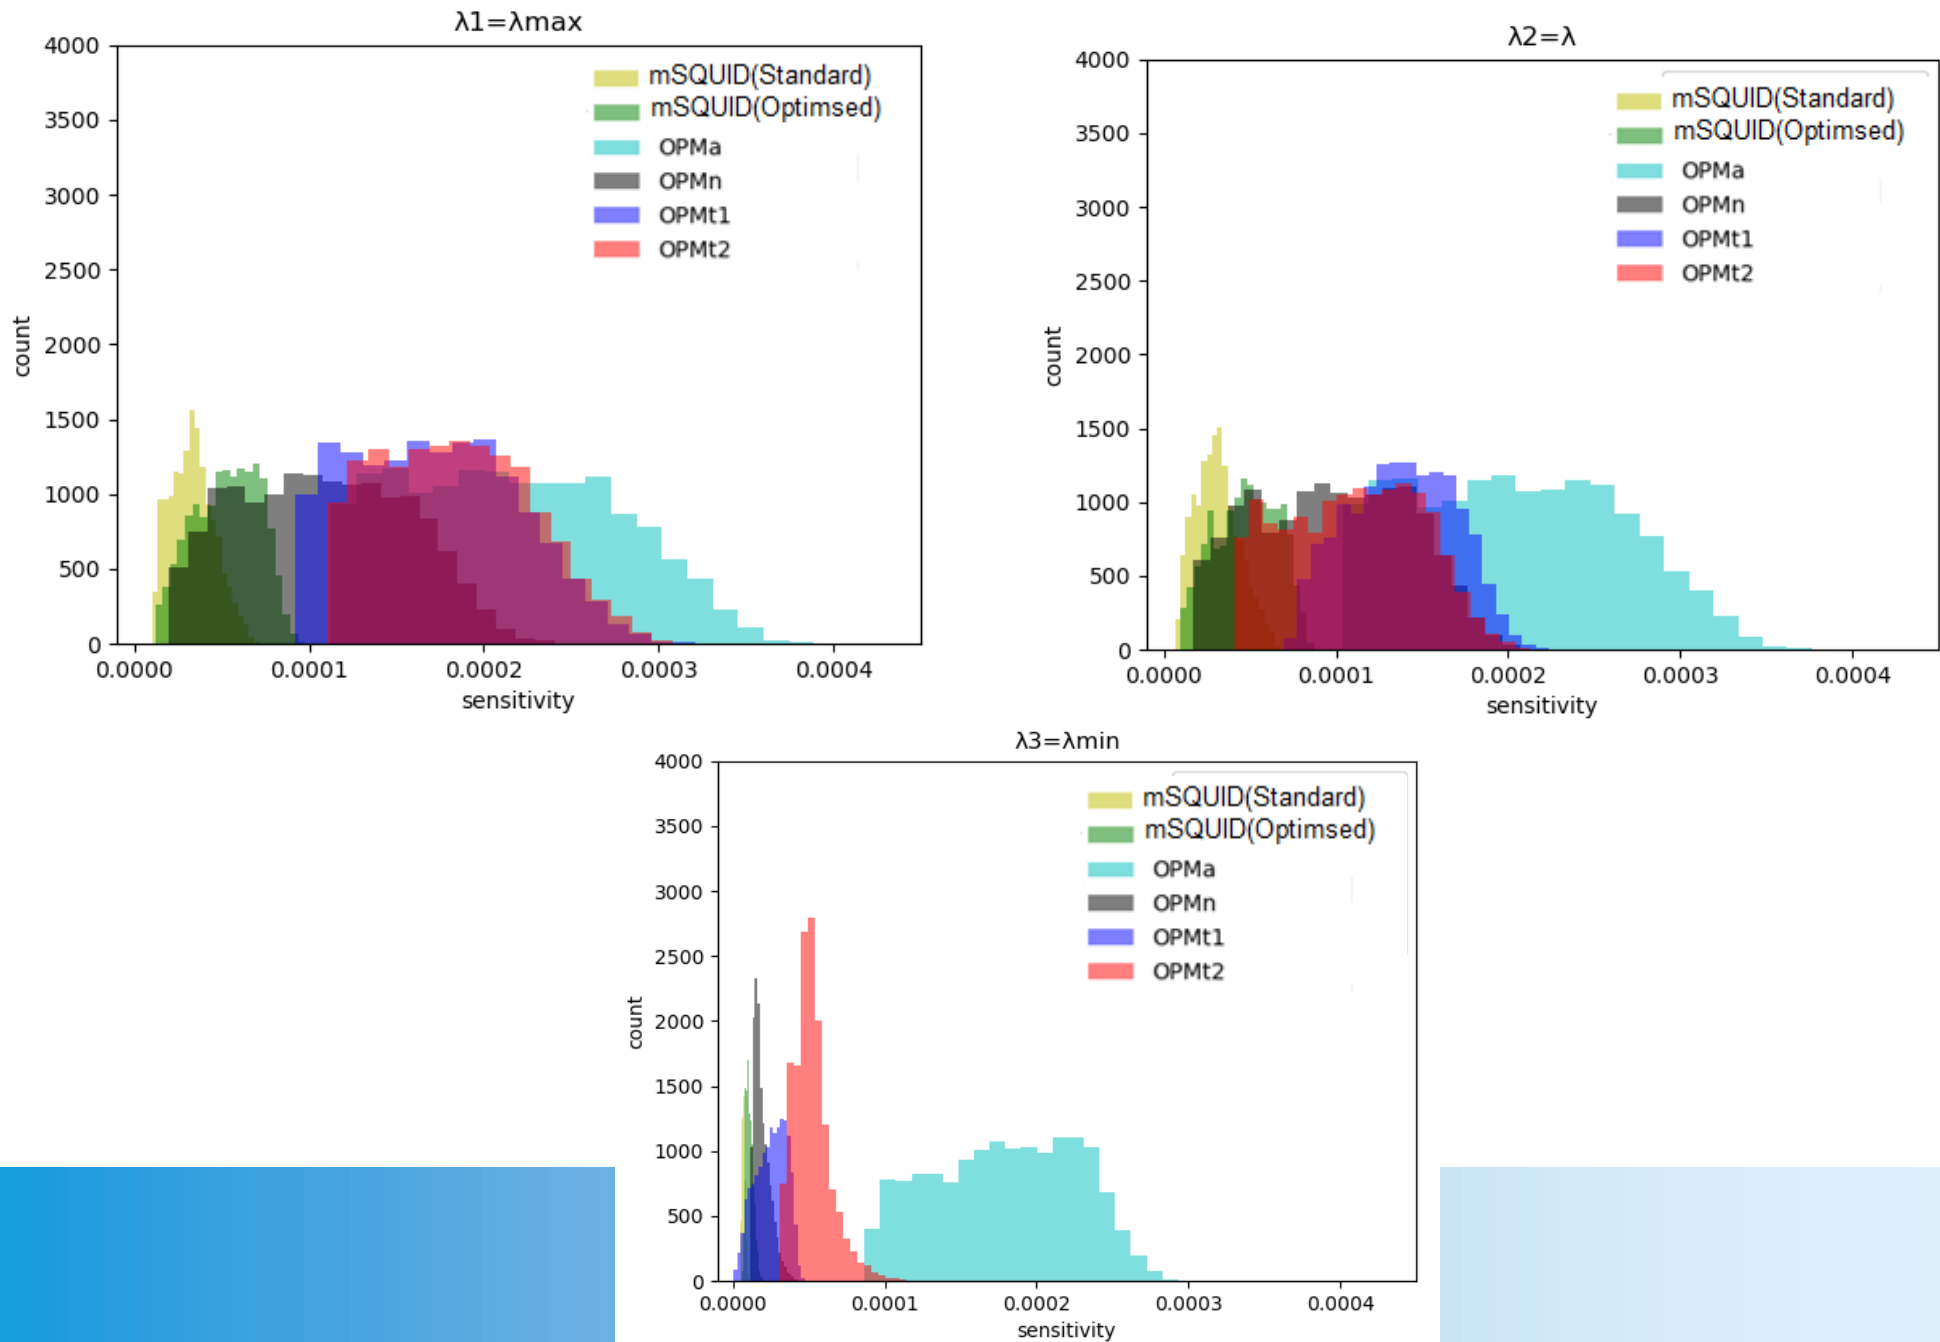 λ1=λmax
4000
3500
3000
2500
2000
1500
1000
500
0
count
mSQUID(Standard)
mSQUID(Optimsed)
OPMa
OPMn
OPMt1
OPMt2
0.0000 0.0001 0.0002 0.0003 0.0004
sensitivity
λ2=λ
4000
3500
3000
2500
2000
1500
1000
500
0
count
mSQUID(Standard)
mSQUID(Optimsed)
OPMa
OPMn
OPMt1
OPMt2
0.0000 0.0001 0.0002 0.0003 0.0004
sensitivity
λ3=λmin
4000
3500
3000
2500
2000
1500
1000
500
0
count
mSQUID(Standard)
mSQUID(Optimsed)
OPMa
OPMn
OPMt1
OPMt2
0.0000 0.0001 0.0002 0.0003 0.0004
sensitivity